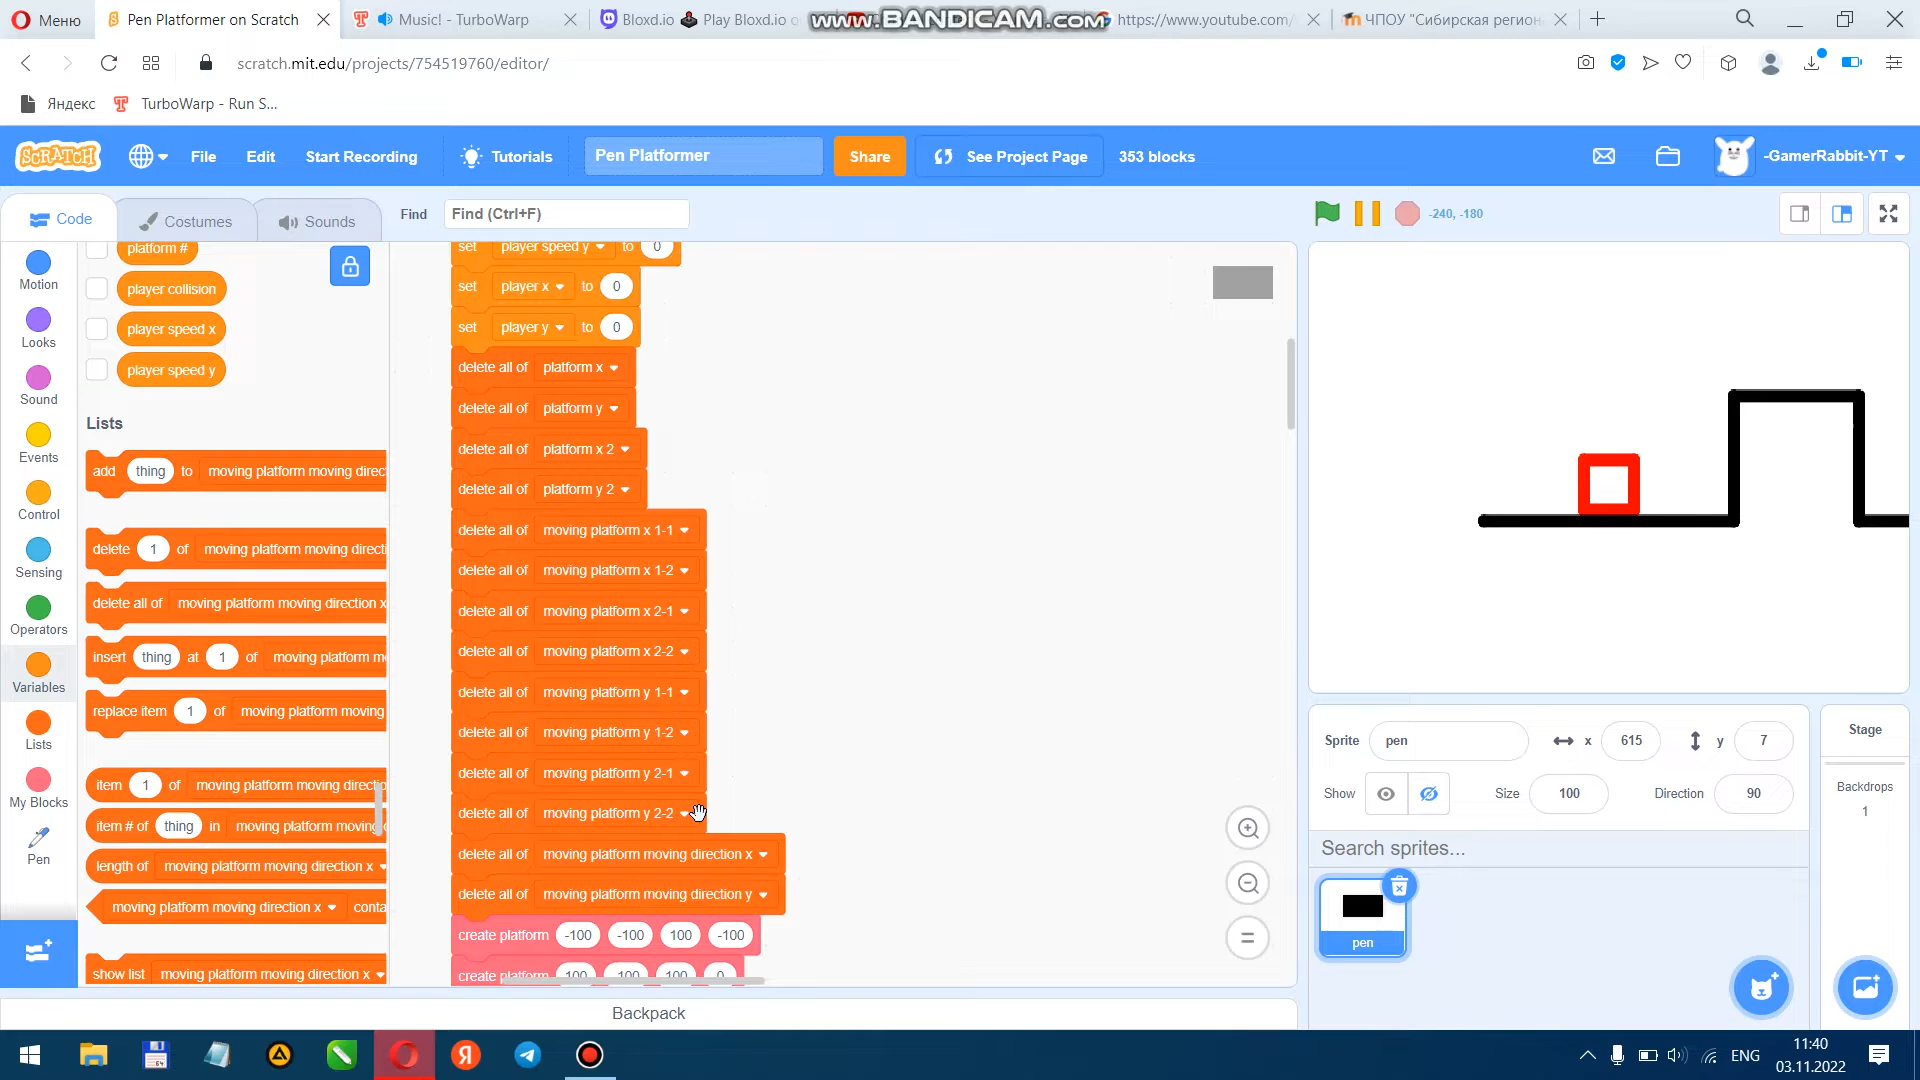 Меню
Pen Platformer on Scratch
Music! - TurboWarp
Bloxd.io
Play Bloxd.io o
www.BANDICAM.com
https://www.youtube.com/
ЧПОУ "Сибирская регион
scratch.mit.edu/projects/754519760/editor/
Яндекс
TurboWarp - Run S...
SCRATCH
File
Edit
Start Recording
Tutorials
Pen Platformer
Share
See Project Page
353 blocks
-GamerRabbit-YT
Code
Costumes
Sounds
Find
Find (Ctrl+F)
-240, -180
Motion
Looks
Sound
Events
Control
Sensing
Operators
Variables
Lists
My Blocks
Pen
platform #
player collision
player speed x
player speed y
Lists
add thing to moving platform moving direc
delete 1 of moving platform moving directi
delete all of moving platform moving direction x
insert thing at 1 of moving platform m
replace item 1 of moving platform moving
item 1 of moving platform moving directio
item # of thing in moving platform moving
length of moving platform moving direction x
moving platform moving direction x conta
show list moving platform moving direction x
set player speed y to 0
set player x to 0
set player y to 0
delete all of platform x
delete all of platform y
delete all of platform x 2
delete all of platform y 2
delete all of moving platform x 1-1
delete all of moving platform x 1-2
delete all of moving platform x 2-1
delete all of moving platform x 2-2
delete all of moving platform y 1-1
delete all of moving platform y 1-2
delete all of moving platform y 2-1
delete all of moving platform y 2-2
delete all of moving platform moving direction x
delete all of moving platform moving direction y
create platform -100 -100 100 -100
create platform 100 -100 100 0
Backpack
Sprite pen x 615 y 7
Show Size 100 Direction 90
Search sprites...
pen
Stage
Backdrops
1
64
Я
ENG
11:40
03.11.2022